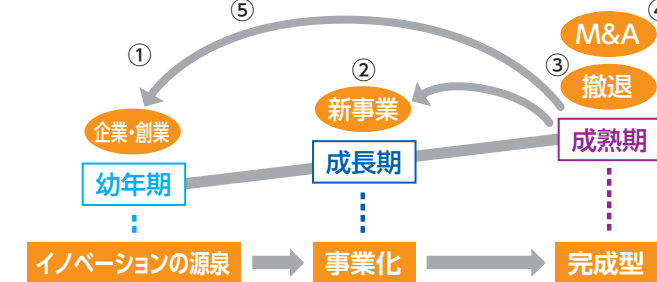 ⑤
④
M&A
①
②
③
撤退
新事業
企業・創業
成熟期
成長期
幼年期
イノベーションの源泉
事業化
完成型